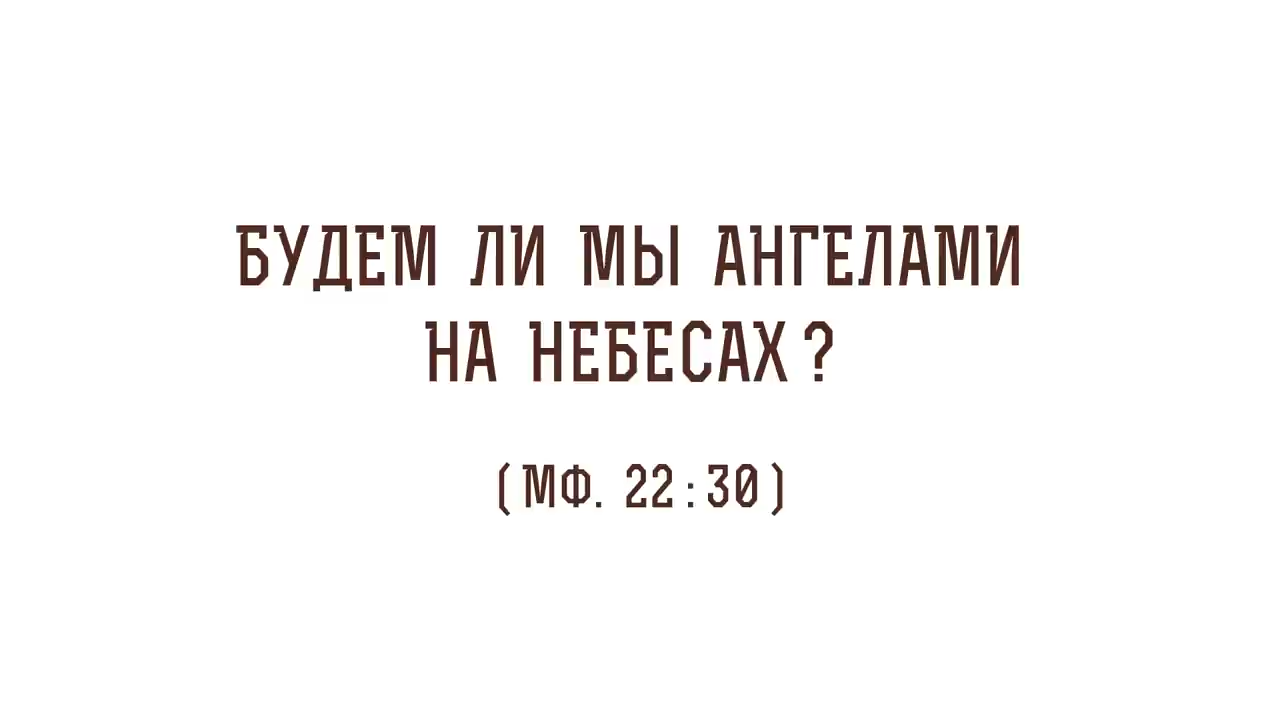 БУДЕМ ЛИ МЫ АНГЕЛАМИ
НА НЕБЕСАХ?
(МФ. 22:30)